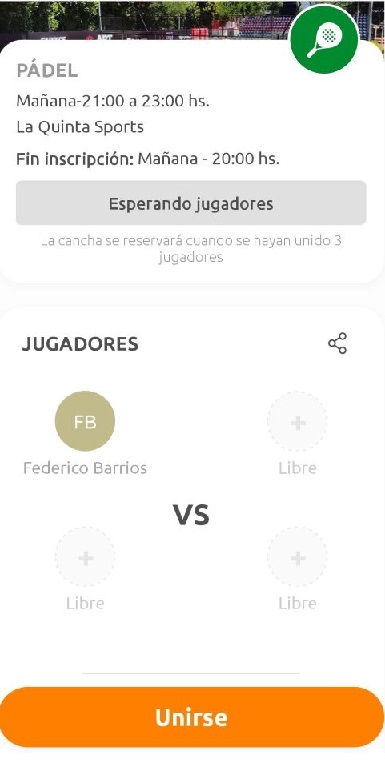 PÁDEL
Mañana-21:00 a 23:00 hs.
La Quinta Sports
Fin inscripción: Mañana - 20:00 hs.
Esperando jugadores
La cancha se reservará cuando se hayan unido 3
jugadores
JUGADORES
FB
Federico Barrios
Libre
VS
Libre
Libre
Unirse